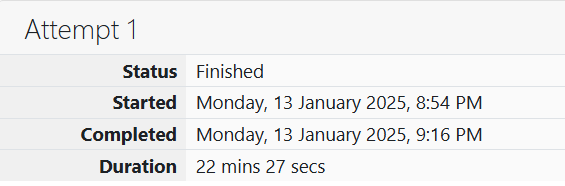 Attempt 1
Status Finished
Started Monday, 13 January 2025, 8:54 PM
Completed Monday, 13 January 2025, 9:16 PM
Duration 22 mins 27 secs